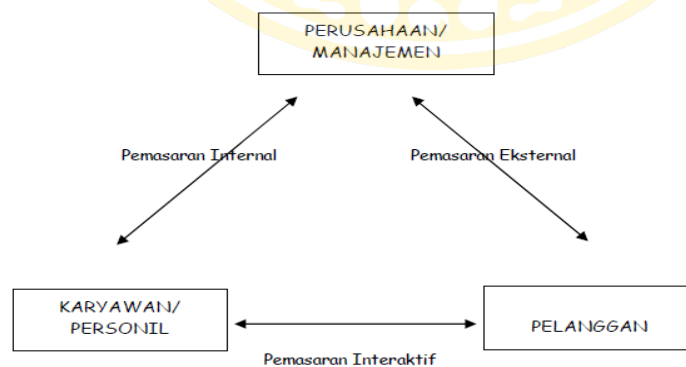 PERUSAHAAN/
MANAJEMEN
Pemasaran Internal
Pemasaran Eksternal
KARYAWAN/
PERSONIL
PELANGGAN
Pemasaran Interaktif